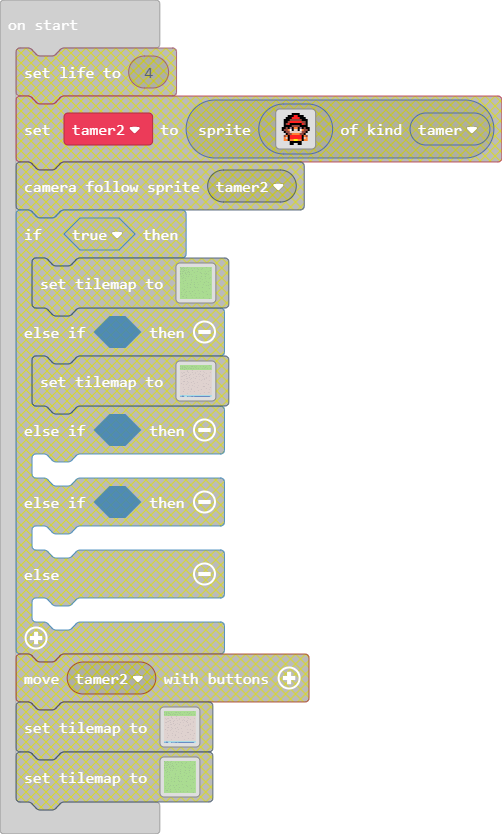 on start
set life to 4
set tamer2 to sprite of kind tamer
camera follow sprite tamer2
if true then
set tilemap to
else if then
set tilemap to
else if then
else if then
else
move tamer2 with buttons
set tilemap to
set tilemap to